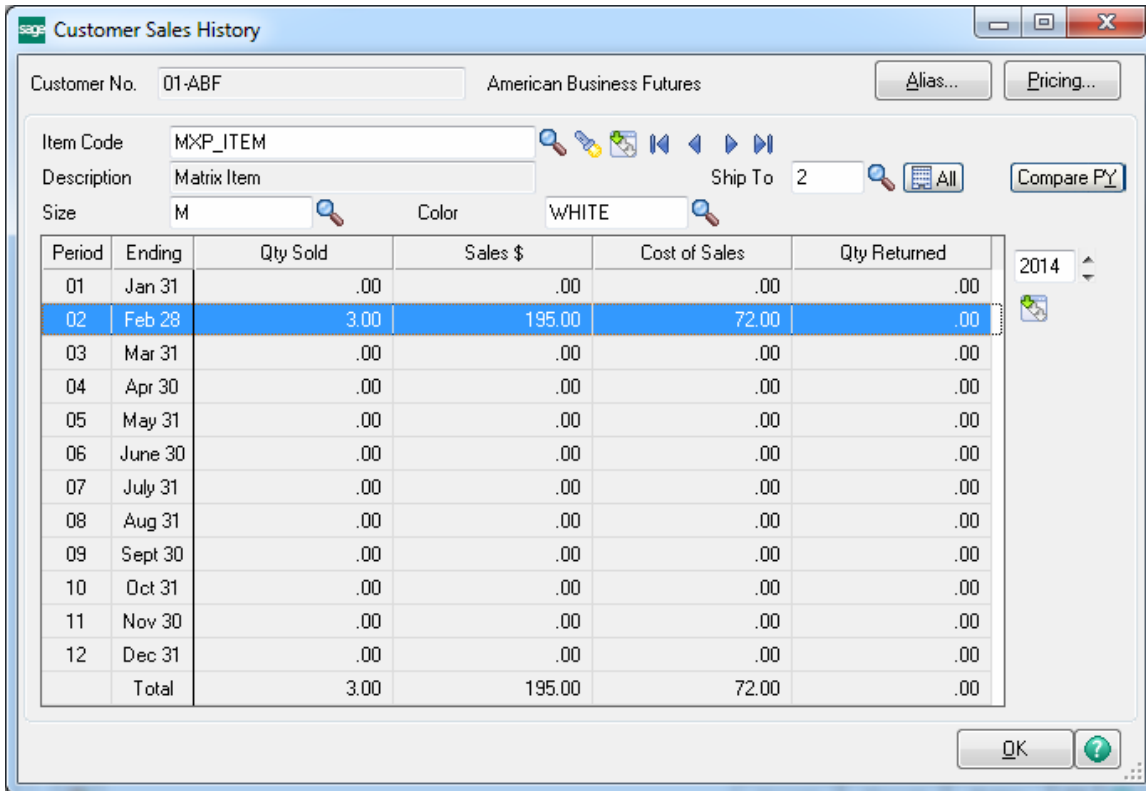 sage Customer Sales History
Customer No. 01-ABF American Business Futures Alias... Pricing...
Item Code MXP_ITEM
Description Matrix Item Ship To 2 All Compare PY
Size M Color WHITE
Period Ending Qty Sold Sales $ Cost of Sales Qty Returned
2014
01 Jan 31 .00 .00 .00 .00
02 Feb 28 3.00 195.00 72.00 .00
03 Mar 31 .00 .00 .00 .00
04 Apr 30 .00 .00 .00 .00
05 May 31 .00 .00 .00 .00
06 June 30 .00 .00 .00 .00
07 July 31 .00 .00 .00 .00
08 Aug 31 .00 .00 .00 .00
09 Sept 30 .00 .00 .00 .00
10 Oct 31 .00 .00 .00 .00
11 Nov 30 .00 .00 .00 .00
12 Dec 31 .00 .00 .00 .00
Total 3.00 195.00 72.00 .00
OK ?